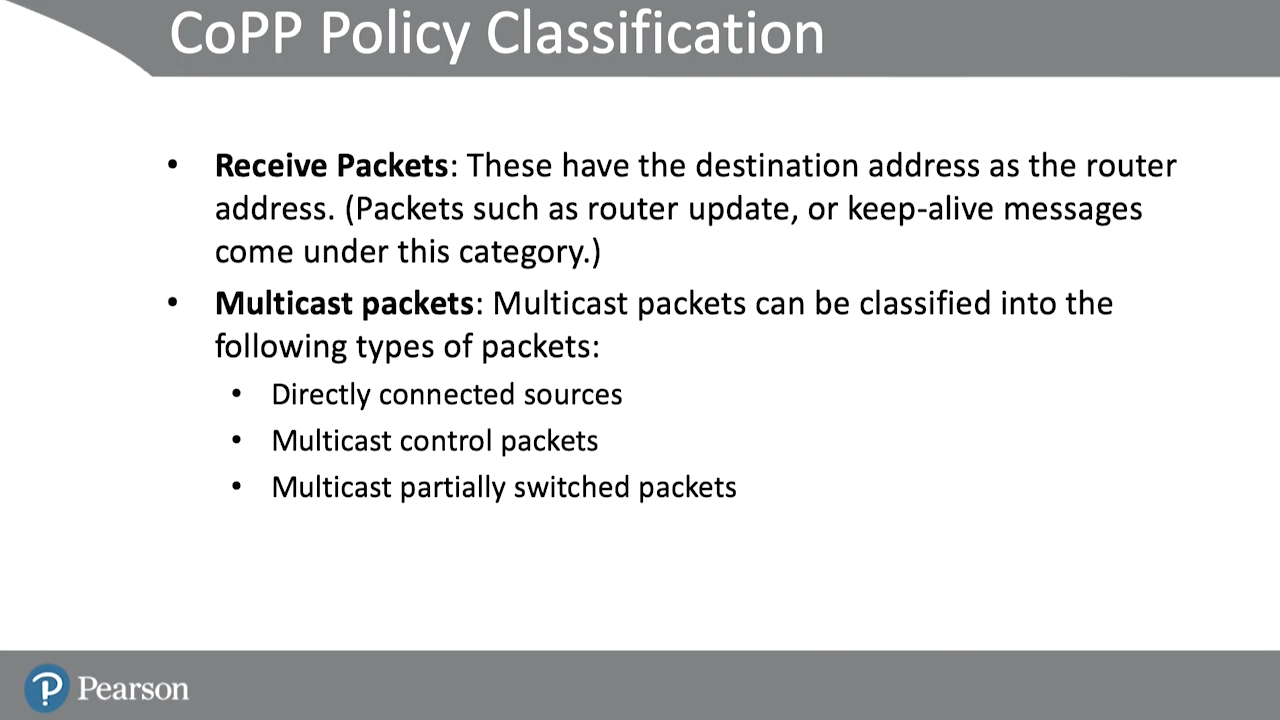 CoPP Policy Classification
• Receive Packets: These have the destination address as the router
address. (Packets such as router update, or keep-alive messages
come under this category.)
• Multicast packets: Multicast packets can be classified into the
following types of packets:
• Directly connected sources
• Multicast control packets
• Multicast partially switched packets
Pearson